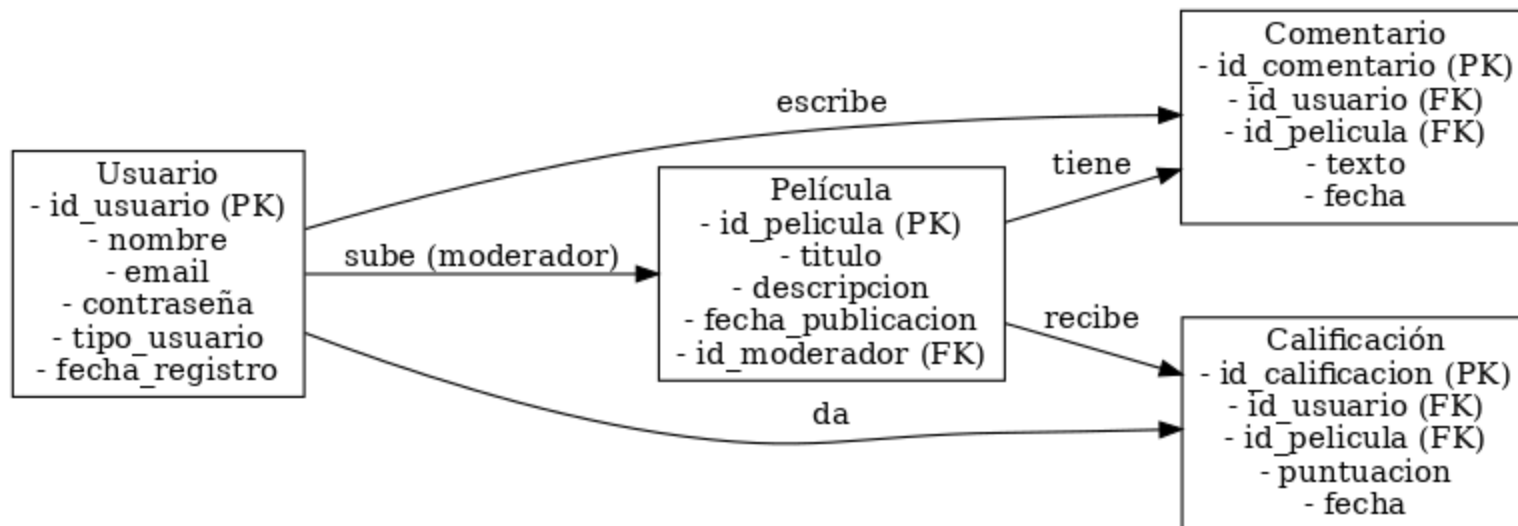 Usuario
- id_usuario (PK)
- nombre
- email
- contraseña
- tipo_usuario
- fecha_registro
escribe
sube (moderador)
da
Película
- id_pelicula (PK)
- titulo
- descripcion
- fecha_publicacion
- id_moderador (FK)
tiene
recibe
Comentario
- id_comentario (PK)
- id_usuario (FK)
- id_pelicula (FK)
- texto
- fecha
Calificación
- id_calificacion (PK)
- id_usuario (FK)
- id_pelicula (FK)
- puntuacion
- fecha